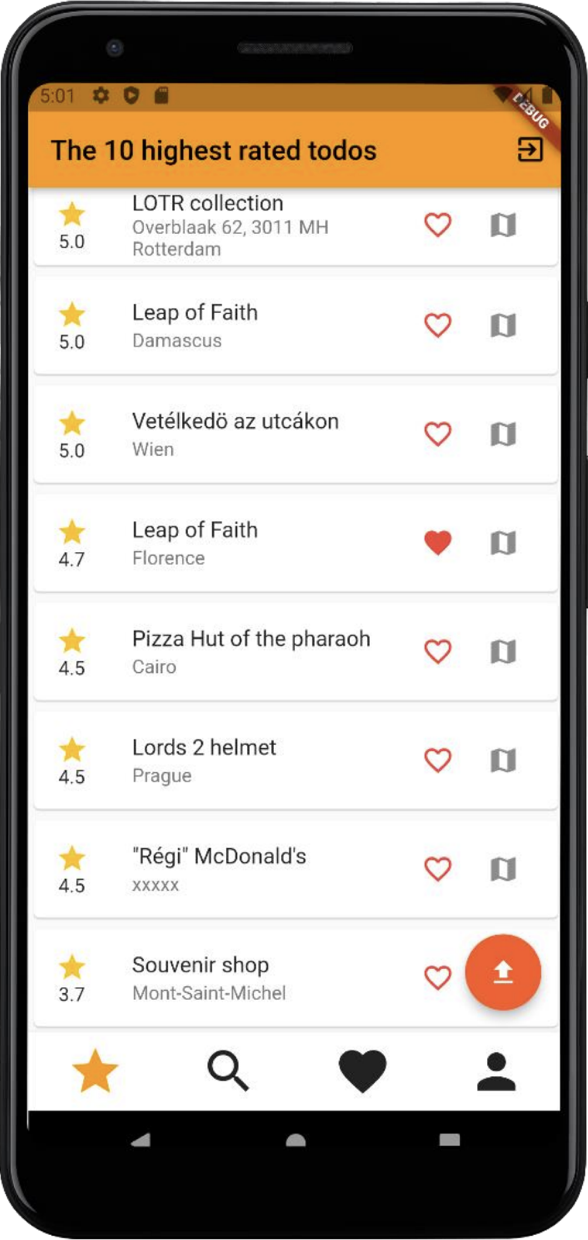 5:01
DEBUG
The 10 highest rated todos
LOTR collection
Overblaak 62, 3011 MH
Rotterdam
5.0
Leap of Faith
Damascus
5.0
Vetélkedö az utcákon
Wien
5.0
Leap of Faith
Florence
4.7
Pizza Hut of the pharaoh
Cairo
4.5
Lords 2 helmet
Prague
4.5
"Régi" McDonald's
xxxxx
4.5
Souvenir shop
Mont-Saint-Michel
3.7